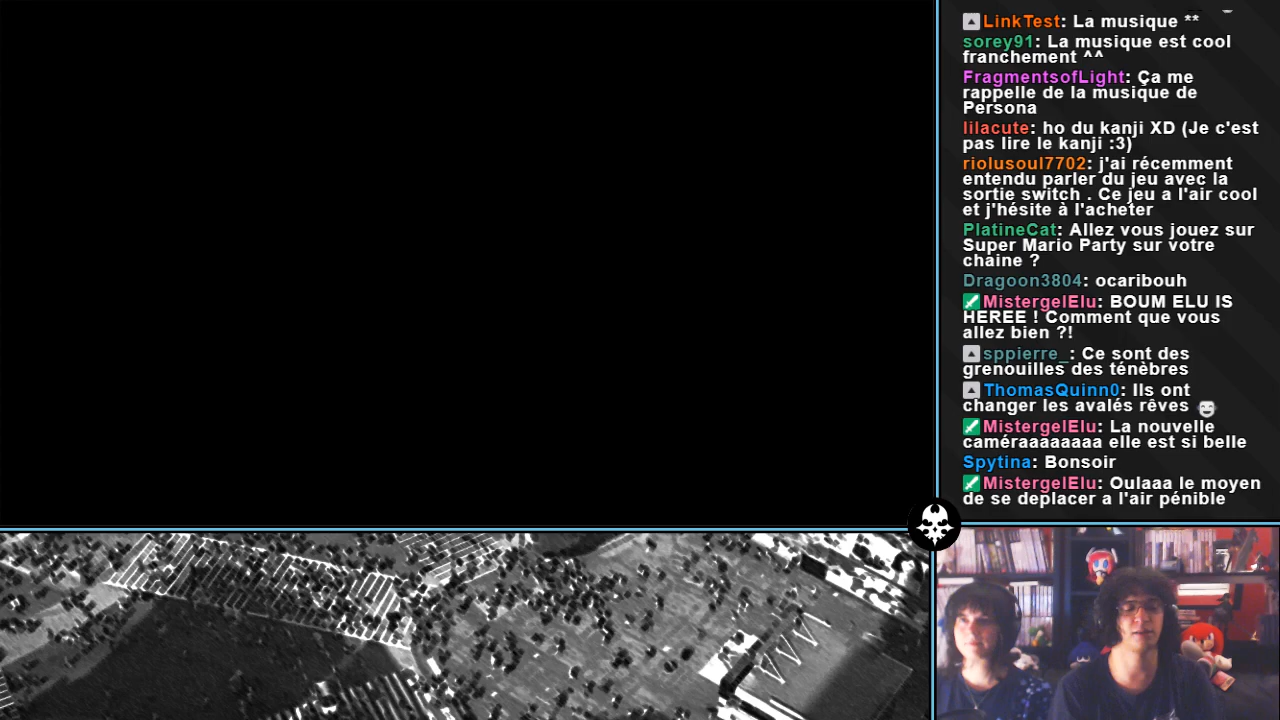 LinkTest: La musique **
sorey91: La musique est cool
franchement ^^
FragmentsofLight: Ça me
rappelle de la musique de
Persona
lilacute: ho du kanji XD (Je c'est
pas lire le kanji :3)
riolusoul7702: j'ai récemment
entendu parler du jeu avec la
sortie switch . Ce jeu a l'air cool
et j'hésite à l'acheter
PlatineCat: Allez vous jouez sur
Super Mario Party sur votre
chaine ?
Dragoon3804: ocaribouh
MistergelElu: BOUM ELU IS
HEREE ! Comment que vous
allez bien ?!
sppierre_: Ce sont des
grenouilles des ténèbres
ThomasQuinn0: Ils ont
changer les avalés rêves
MistergelElu: La nouvelle
caméraaaaaaaa elle est si belle
Spytina: Bonsoir
MistergelElu: Oulaaa le moyen
de se deplacer a l'air pénible